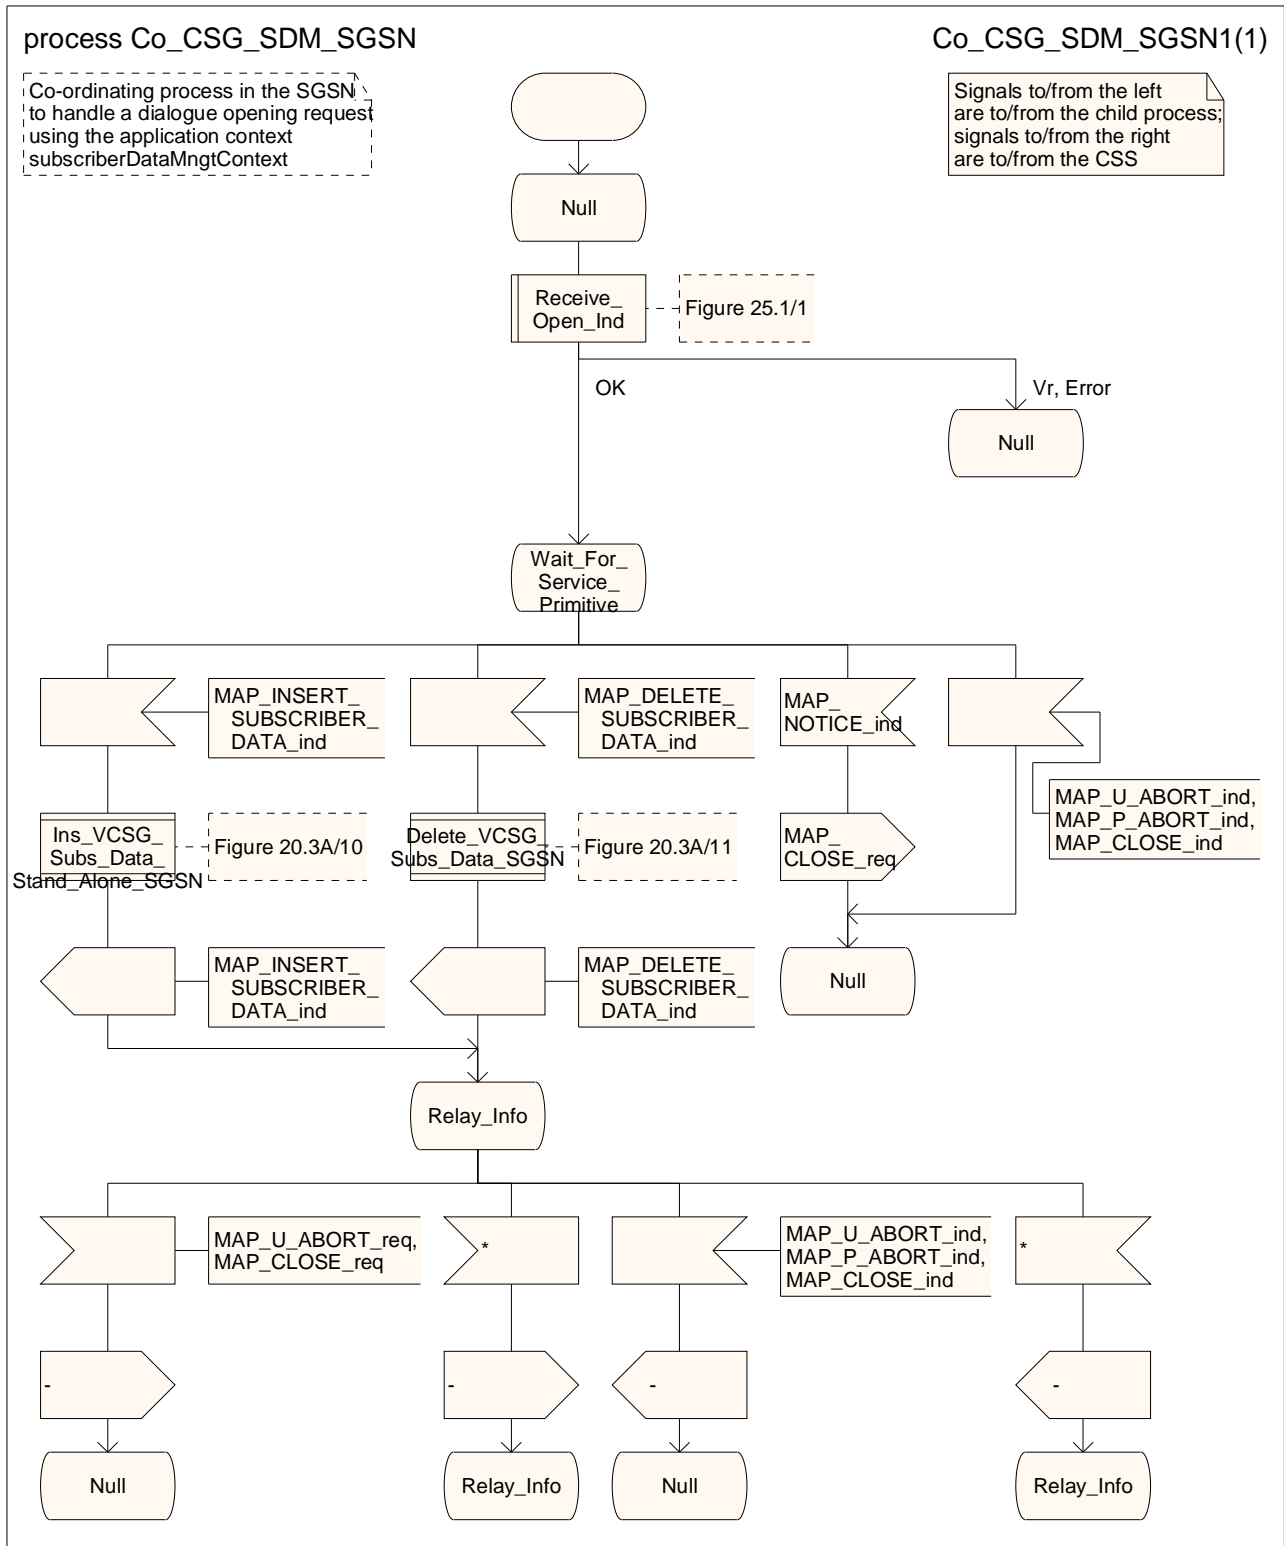 process Co_CSG_SDM_SGSN
Co_CSG_SDM_SGSN1(1)
Co-ordinating process in the SGSN
to handle a dialogue opening request
using the application context
subscriberDataMngtContext
Signals to/from the left
are to/from the child process;
signals to/from the right
are to/from the CSS
Null
Receive_
Open_Ind
Figure 25.1/1
OK
Vr, Error
Null
Wait_For_
Service_
Primitive
MAP_INSERT_
SUBSCRIBER_
DATA_ind
MAP_DELETE_
SUBSCRIBER_
DATA_ind
MAP_
NOTICE_ind
MAP_U_ABORT_ind,
MAP_P_ABORT_ind,
MAP_CLOSE_ind
Ins_VCSG_
Subs_Data_
Stand_Alone_SGSN
Figure 20.3A/10
Delete_VCSG_
Subs_Data_SGSN
Figure 20.3A/11
MAP_
CLOSE_req
MAP_INSERT_
SUBSCRIBER_
DATA_ind
MAP_DELETE_
SUBSCRIBER_
DATA_ind
Null
Relay_Info
MAP_U_ABORT_req,
MAP_CLOSE_req
*
MAP_U_ABORT_ind,
MAP_P_ABORT_ind,
MAP_CLOSE_ind
*
-
-
-
-
Null
Relay_Info
Null
Relay_Info